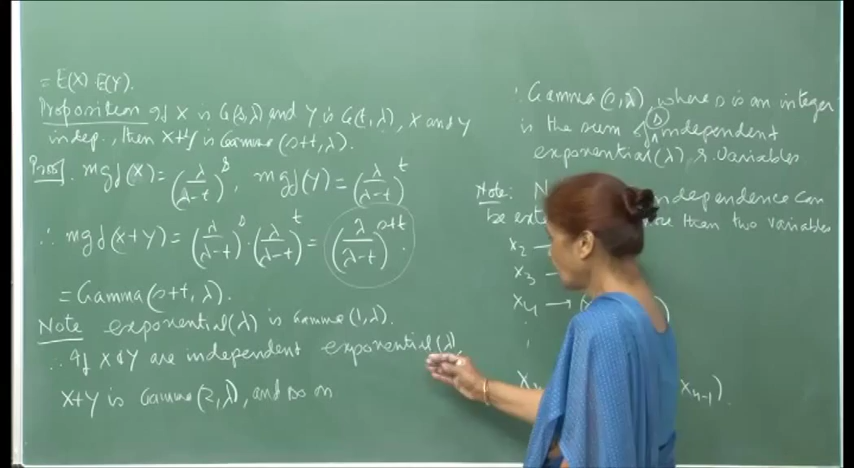 = E(X).E(Y).
Proposition If X is G(s,λ) and Y is G(t,λ), X and Y
indep., then X+Y is Gamma (s+t, λ).
Proof. mgf(X) = (λ/λ-t)^s, mgf(Y) = (λ/λ-t)^t
∴ mgf(X+Y) = (λ/λ-t)^s . (λ/λ-t)^t = (λ/λ-t)^s+t.
= Gamma(s+t, λ).
Note exponential(λ) is Gamma(1,λ).
∴ If X & Y are independent exponential(λ),
X+Y is Gamma(2,λ), and so on
∴ Gamma(s,λ) where s is an integer
is the sum of (s) independent
exponential(λ) r. variables.
Note: independence can
be than two variables
X2 –
X3 –
X4 →
Xn-1)